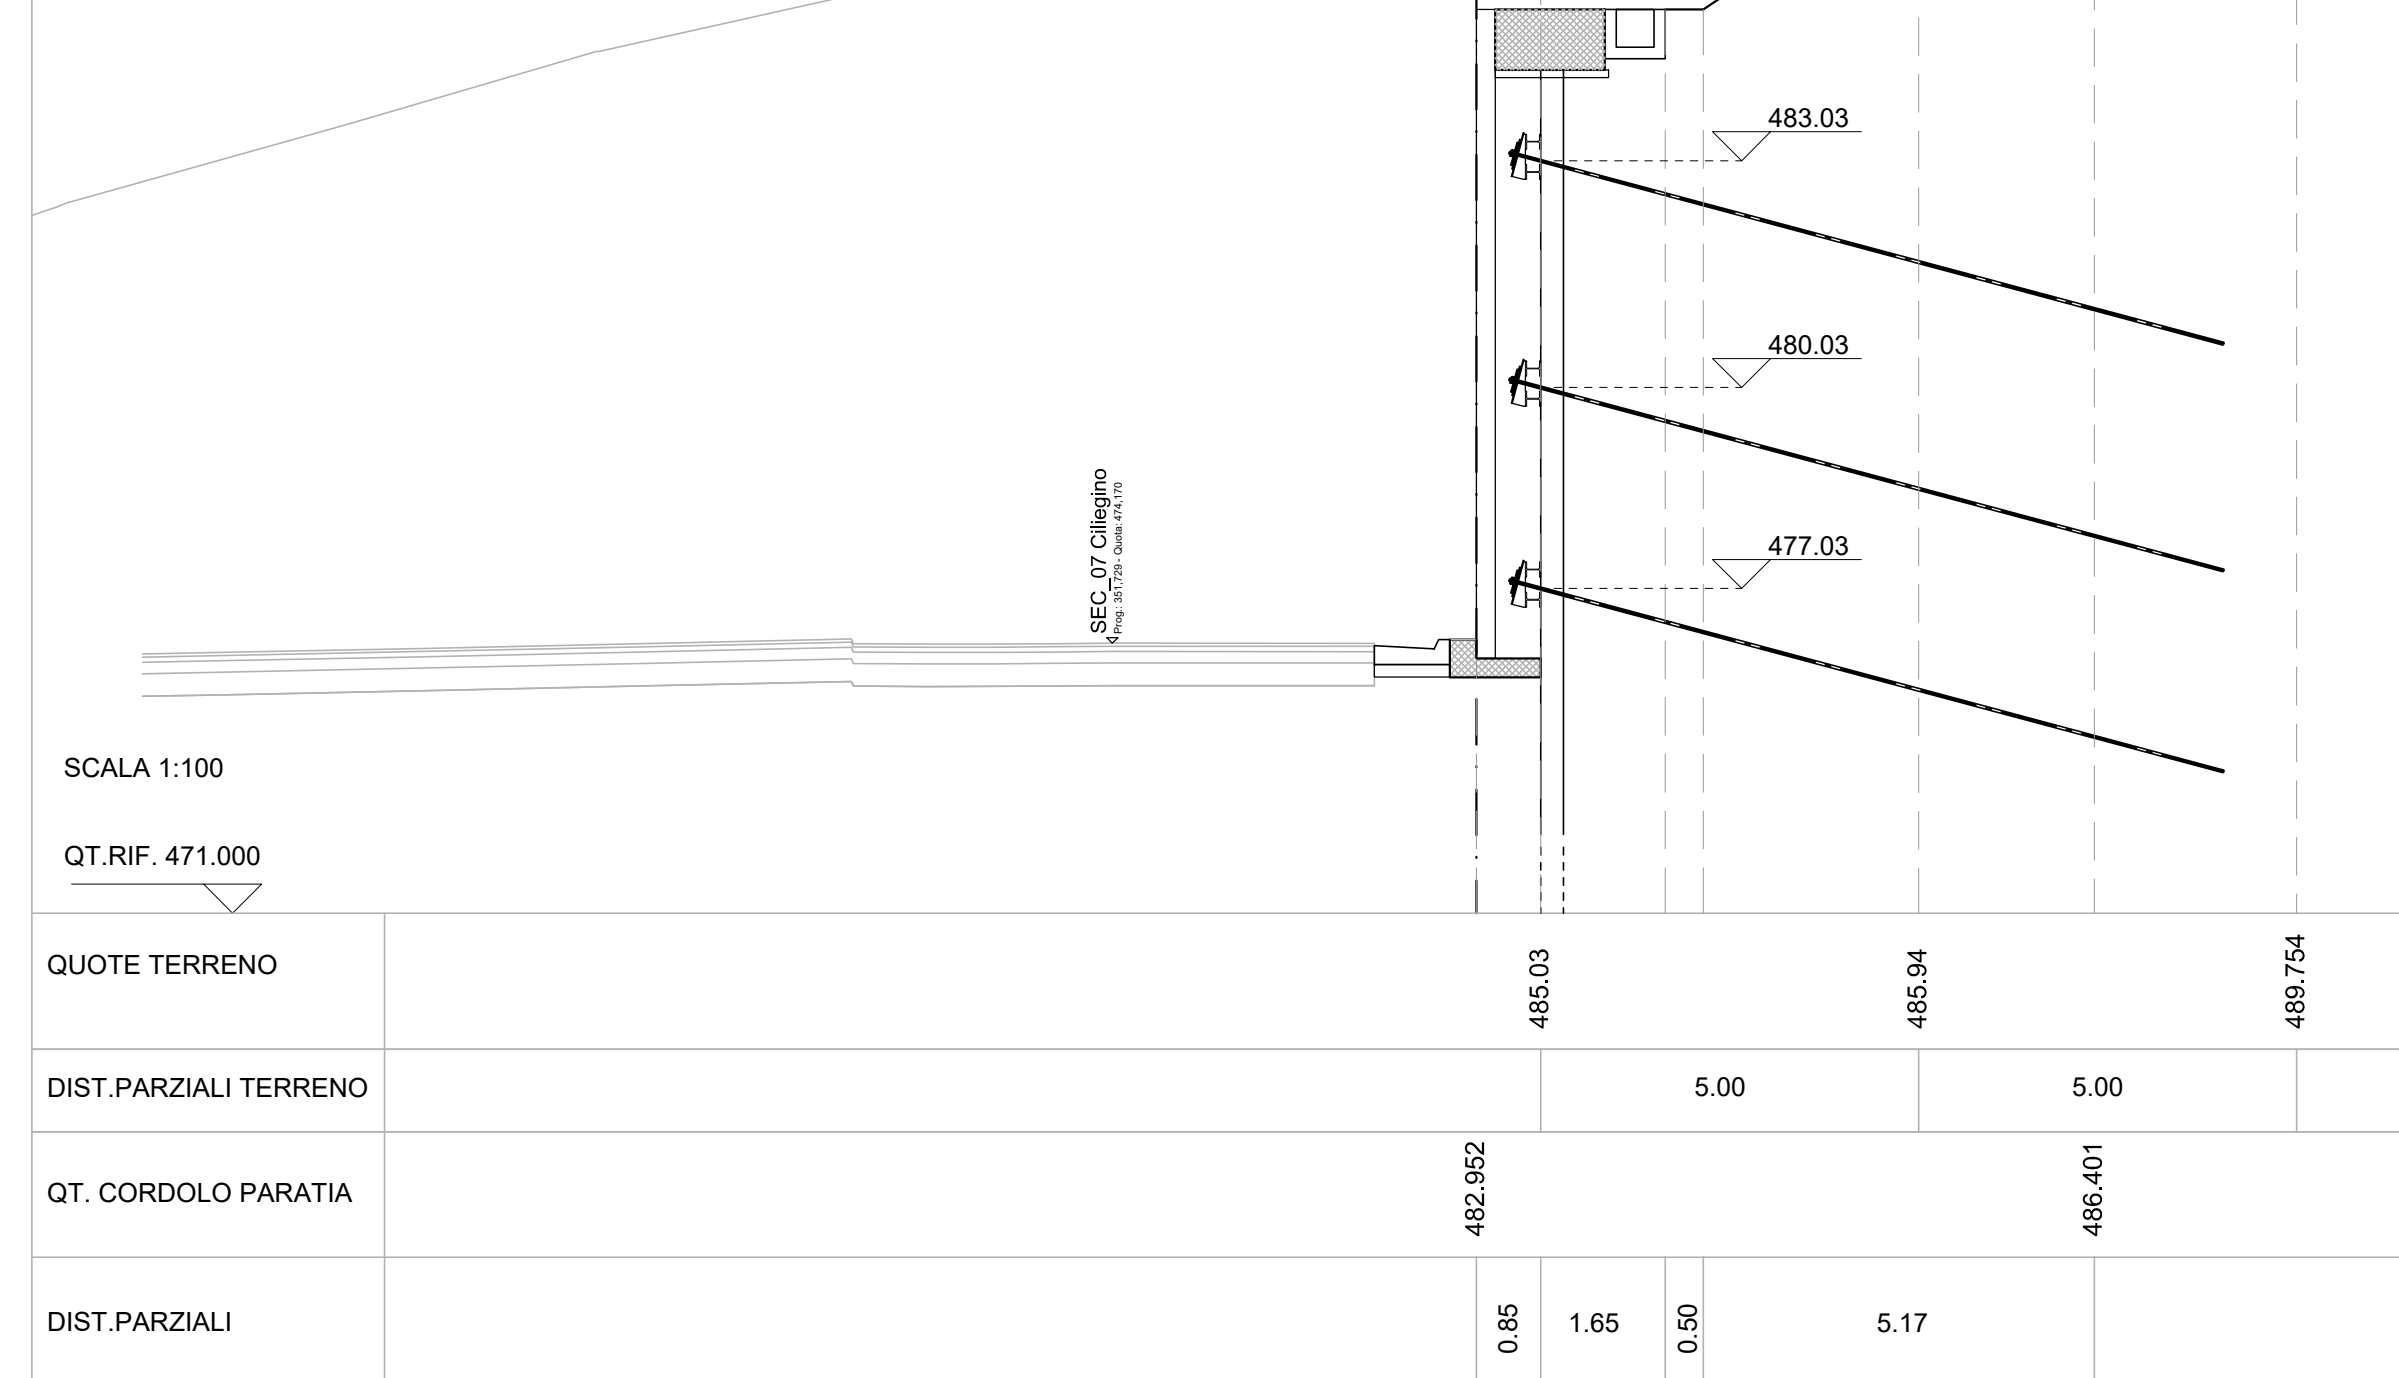 483.03
480.03
SEC_07 Ciliegino
Prog.: 351,729 - Quota: 474,170
477.03
SCALA 1:100
QT.RIF. 471.000
QUOTE TERRENO 485.03 485.94 489.754
DIST.PARZIALI TERRENO 5.00 5.00
QT. CORDOLO PARATIA 482.952 486.401
DIST.PARZIALI 0.85 1.65 0.50 5.17